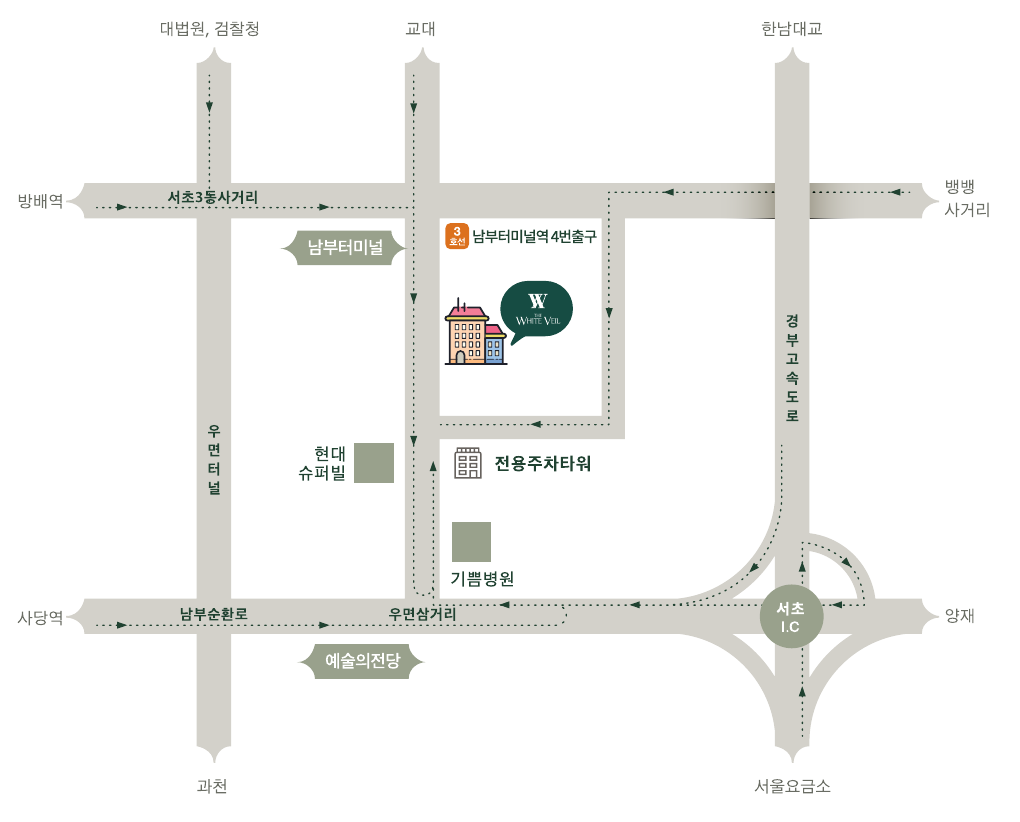 대법원, 검찰청
교대
한남대교
방배역
서초3동사거리
뱅뱅
사거리
남부터미널
3
호선
남부터미널역 4번출구
W
THE
WHITE VEIL
경부고속도로
우면터널
현대
슈퍼빌
전용주차타워
기쁨병원
사당역
남부순환로
우면삼거리
서초
I.C
양재
예술의전당
과천
서울요금소